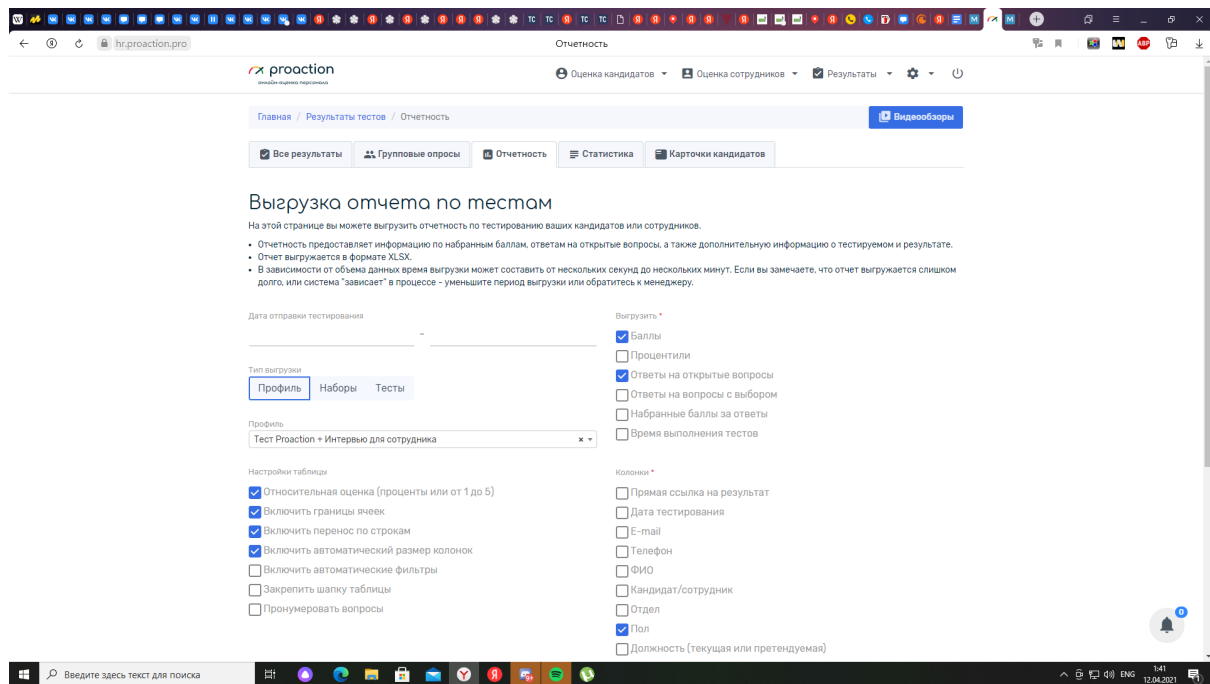 hr.proaction.pro
Отчетность
proaction
онлайн-оценка персонала
Оценка кандидатов
Оценка сотрудников
Результаты
Главная / Результаты тестов / Отчетность
Видеообзоры
Все результаты
Групповые опросы
Отчетность
Статистика
Карточки кандидатов
Выгрузка отчета по тестам
На этой странице вы можете выгрузить отчетность по тестированию ваших кандидатов или сотрудников.
• Отчетность предоставляет информацию по набранным баллам, ответам на открытые вопросы, а также дополнительную информацию о тестируемом и результате.
• Отчет выгружается в формате XLSX.
• В зависимости от объема данных время выгрузки может составить от нескольких секунд до нескольких минут. Если вы замечаете, что отчет выгружается слишком
долго, или система "зависает" в процессе - уменьшите период выгрузки или обратитесь к менеджеру.
Дата отправки тестирования
–
Тип выгрузки
Профиль Наборы Тесты
Профиль
Тест Proaction + Интервью для сотрудника
Настройки таблицы
Относительная оценка (проценты или от 1 до 5)
Включить границы ячеек
Включить перенос по строкам
Включить автоматический размер колонок
Включить автоматические фильтры
Закрепить шапку таблицы
Пронумеровать вопросы
Выгрузить *
Баллы
Процентили
Ответы на открытые вопросы
Ответы на вопросы с выбором
Набранные баллы за ответы
Время выполнения тестов
Колонки *
Прямая ссылка на результат
Дата тестирования
E-mail
Телефон
ФИО
Кандидат/сотрудник
Отдел
Пол
Должность (текущая или претендуемая)
0
Введите здесь текст для поиска
ENG
1:41
12.04.2021